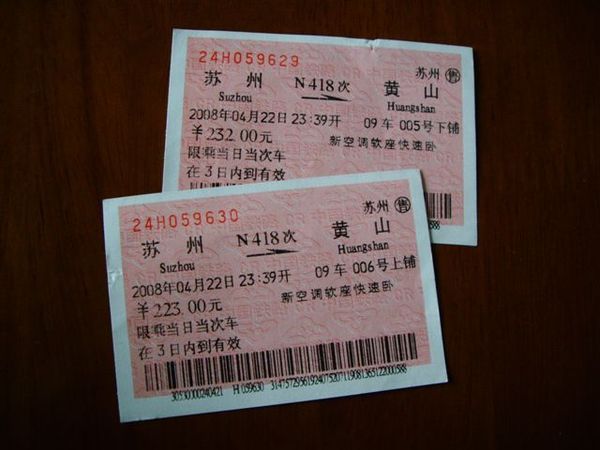 24H059629
苏州 售
苏州 N418次 黄山
Suzhou Huangshan
2008年04月22日23:39开 09车 005号下铺
¥232.00元 新空调软座快速卧
限乘当日当次车
在3日内到有效
24H059630
苏州 售
苏州 N418次 黄山
Suzhou Huangshan
2008年04月22日 23:39开 09车 006号上铺
¥223.00元 新空调软座快速卧
限乘当日当次车
在3日内到有效